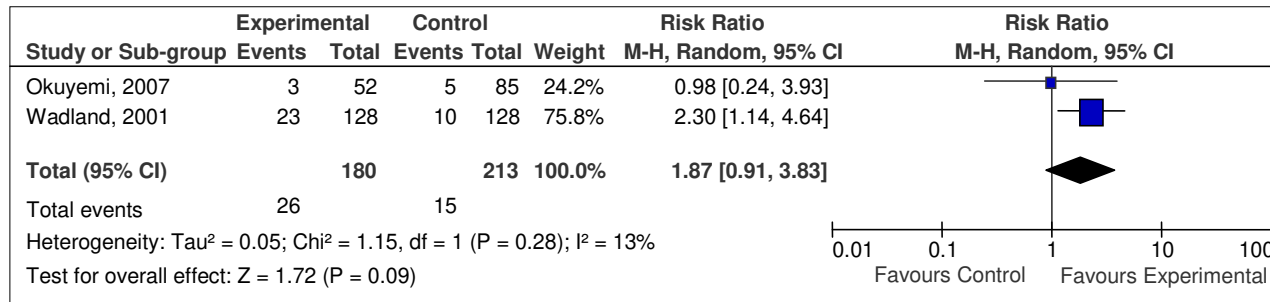 Experimental Control Risk Ratio Risk Ratio
Study or Sub-group Events Total Events Total Weight M-H, Random, 95% CI M-H, Random, 95% CI
Okuyemi, 2007 3 52 5 85 24.2% 0.98 [0.24, 3.93]
Wadland, 2001 23 128 10 128 75.8% 2.30 [1.14, 4.64]
Total (95% CI) 180 213 100.0% 1.87 [0.91, 3.83]
Total events 26 15
Heterogeneity: Tau² = 0.05; Chi² = 1.15, df = 1 (P = 0.28); I² = 13%
Test for overall effect: Z = 1.72 (P = 0.09)
0.01 0.1 1 10 100
Favours Control Favours Experimental